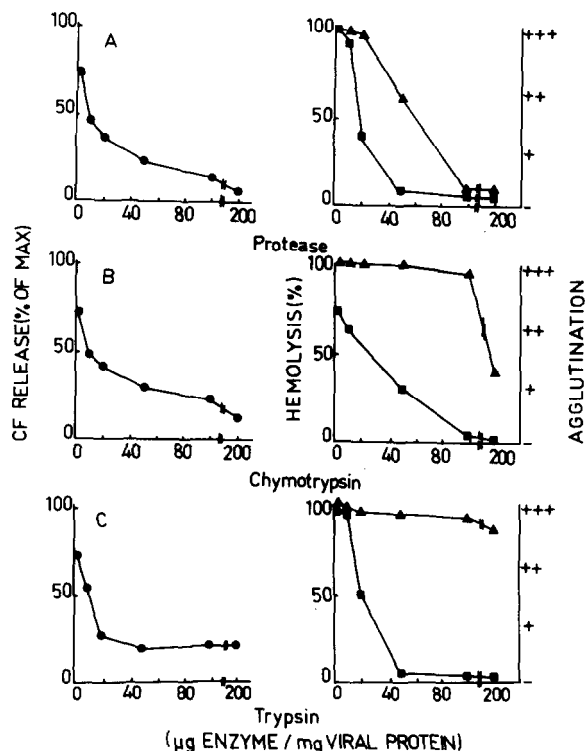 A
CF RELEASE (% OF MAX)
100
50
0
0 40 80 200
100
50
0
0 40 80 200
HEMOLYSIS (%)
+++
++
+
-
AGGLUTINATION
Protease
B
100
50
0
0 40 80 200
100
50
0
0 40 80 200
+++
++
+
-
Chymotrypsin
C
100
50
0
0 40 80 200
100
50
0
0 40 80 200
+++
++
+
-
Trypsin
(µg ENZYME / mg VIRAL PROTEIN)